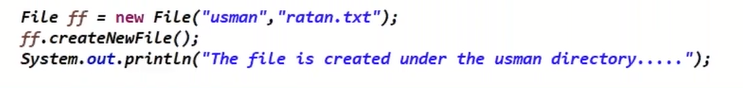 File ff = new File("usman","ratan.txt");
ff.createNewFile();
System.out.println("The file is created under the usman directory.....");